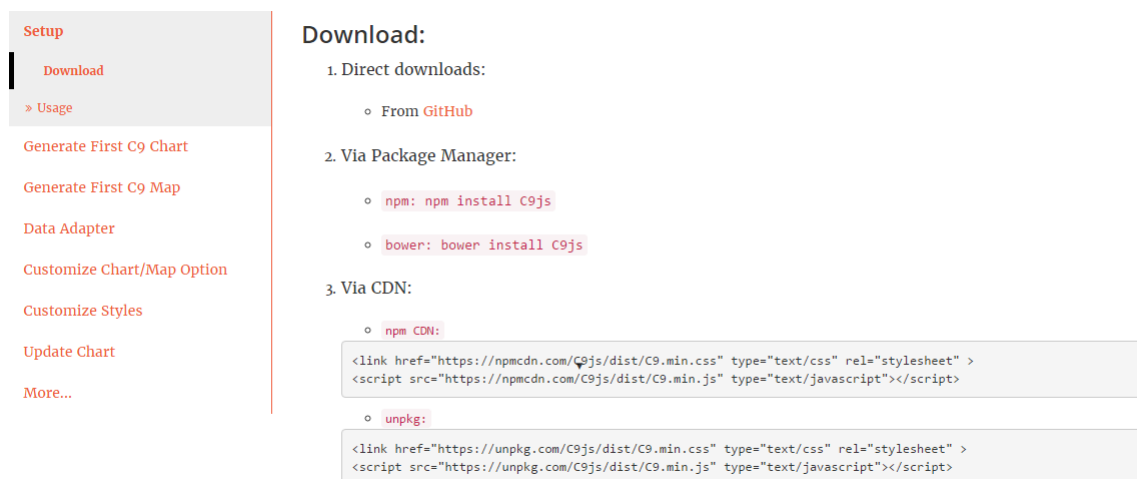 Setup
Download
» Usage
Generate First C9 Chart
Generate First C9 Map
Data Adapter
Customize Chart/Map Option
Customize Styles
Update Chart
More...
Download:
1. Direct downloads:
From GitHub
2. Via Package Manager:
npm: npm install C9js
bower: bower install C9js
3. Via CDN:
npm CDN:
<link href="https://npmcdn.com/C9js/dist/C9.min.css" type="text/css" rel="stylesheet" >
<script src="https://npmcdn.com/C9js/dist/C9.min.js" type="text/javascript"></script>
unpkg:
<link href="https://unpkg.com/C9js/dist/C9.min.css" type="text/css" rel="stylesheet" >
<script src="https://unpkg.com/C9js/dist/C9.min.js" type="text/javascript"></script>